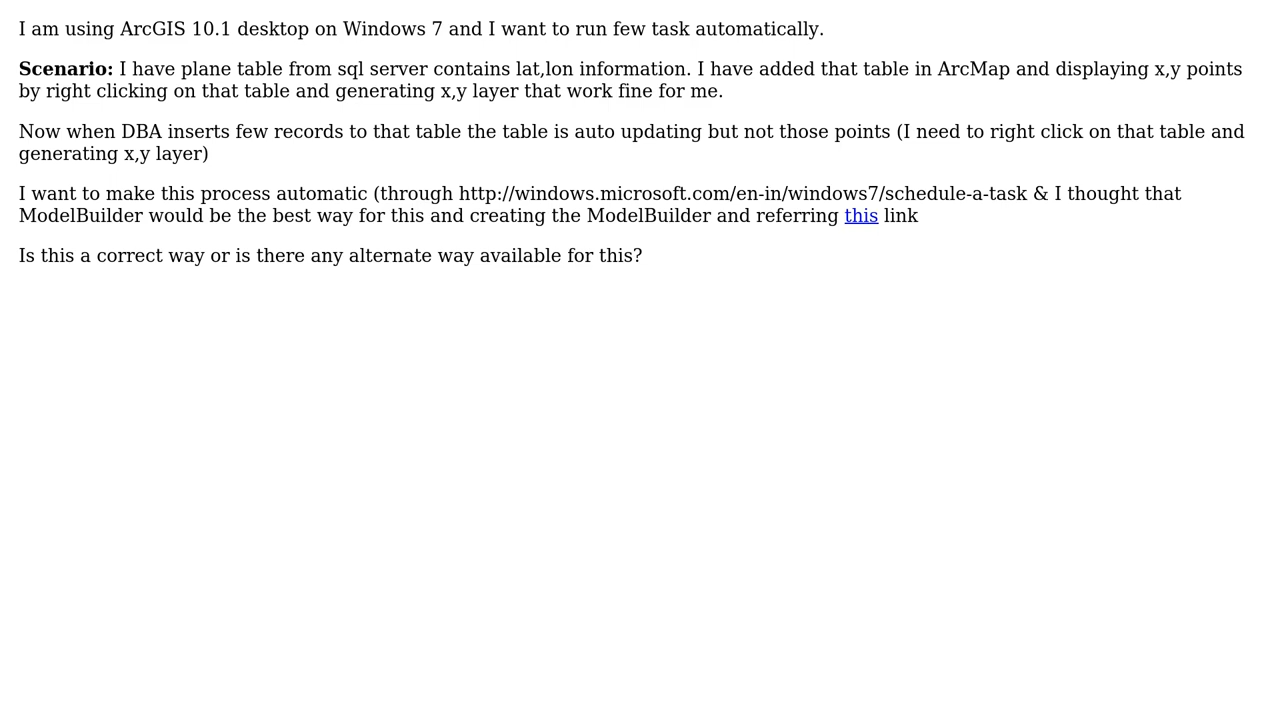 I am using ArcGIS 10.1 desktop on Windows 7 and I want to run few task automatically.
Scenario: I have plane table from sql server contains lat,lon information. I have added that table in ArcMap and displaying x,y points
by right clicking on that table and generating x,y layer that work fine for me.
Now when DBA inserts few records to that table the table is auto updating but not those points (I need to right click on that table and
generating x,y layer)
I want to make this process automatic (through http://windows.microsoft.com/en-in/windows7/schedule-a-task & I thought that
ModelBuilder would be the best way for this and creating the ModelBuilder and referring this link
Is this a correct way or is there any alternate way available for this?